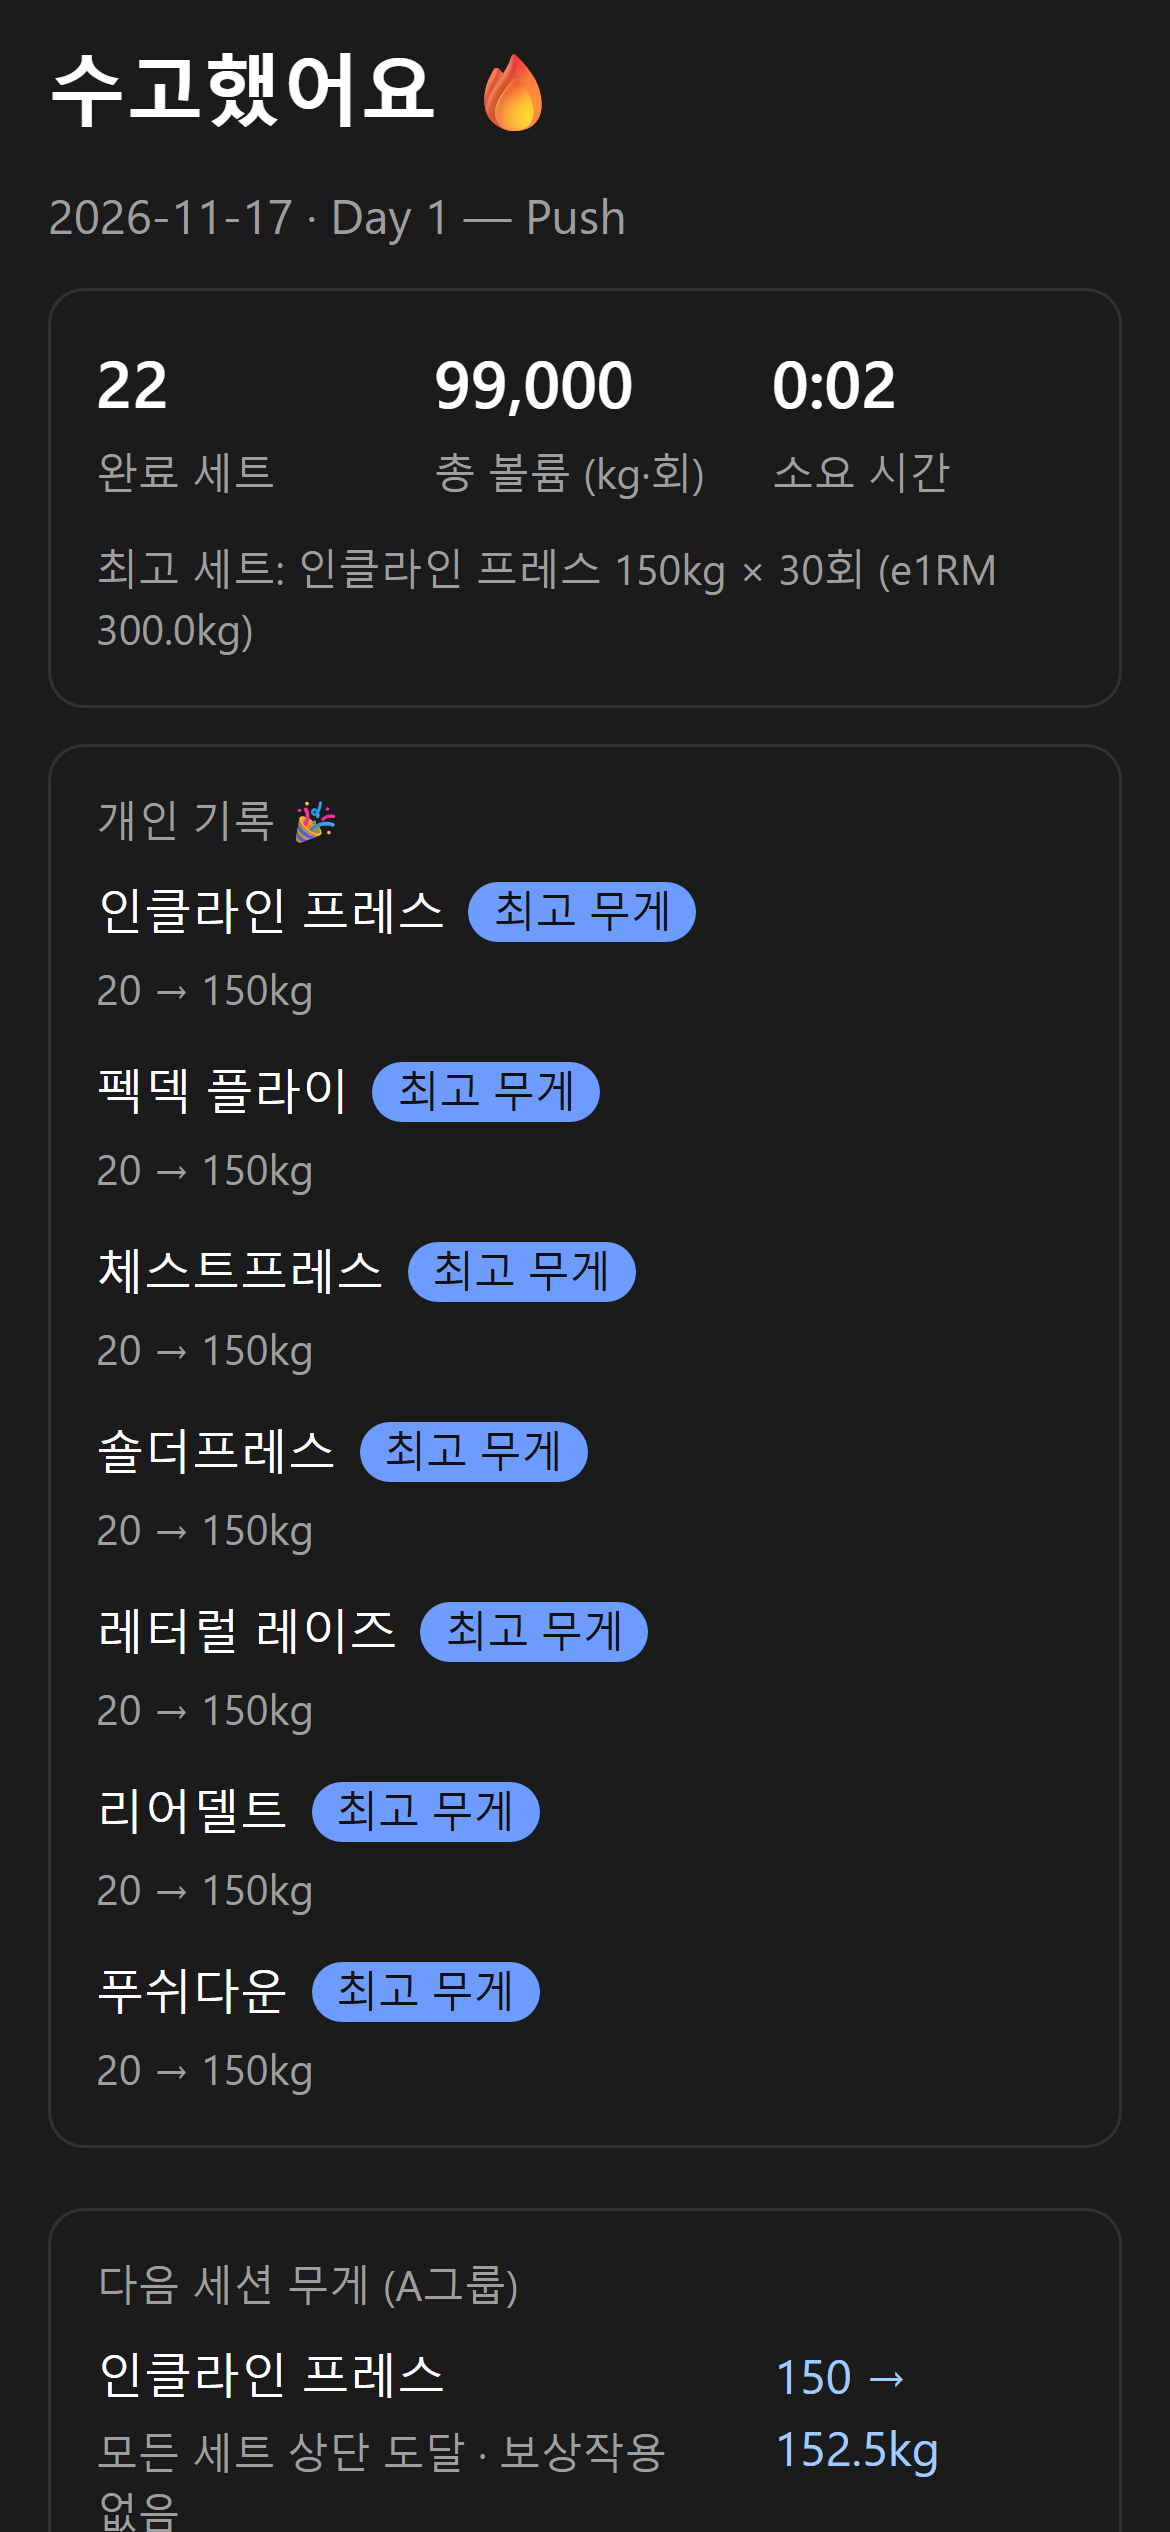 수고했어요 🔥
2026-11-17 · Day 1 — Push
22 99,000 0:02
완료 세트 총 볼륨 (kg·회) 소요 시간
최고 세트: 인클라인 프레스 150kg × 30회 (e1RM
300.0kg)
개인 기록 🎉
인클라인 프레스 최고 무게
20 → 150kg
펙덱 플라이 최고 무게
20 → 150kg
체스트프레스 최고 무게
20 → 150kg
숄더프레스 최고 무게
20 → 150kg
레터럴 레이즈 최고 무게
20 → 150kg
리어델트 최고 무게
20 → 150kg
푸쉬다운 최고 무게
20 → 150kg
다음 세션 무게 (A그룹)
인클라인 프레스 150 →
모든 세트 상단 도달 · 보상작용 152.5kg
없음